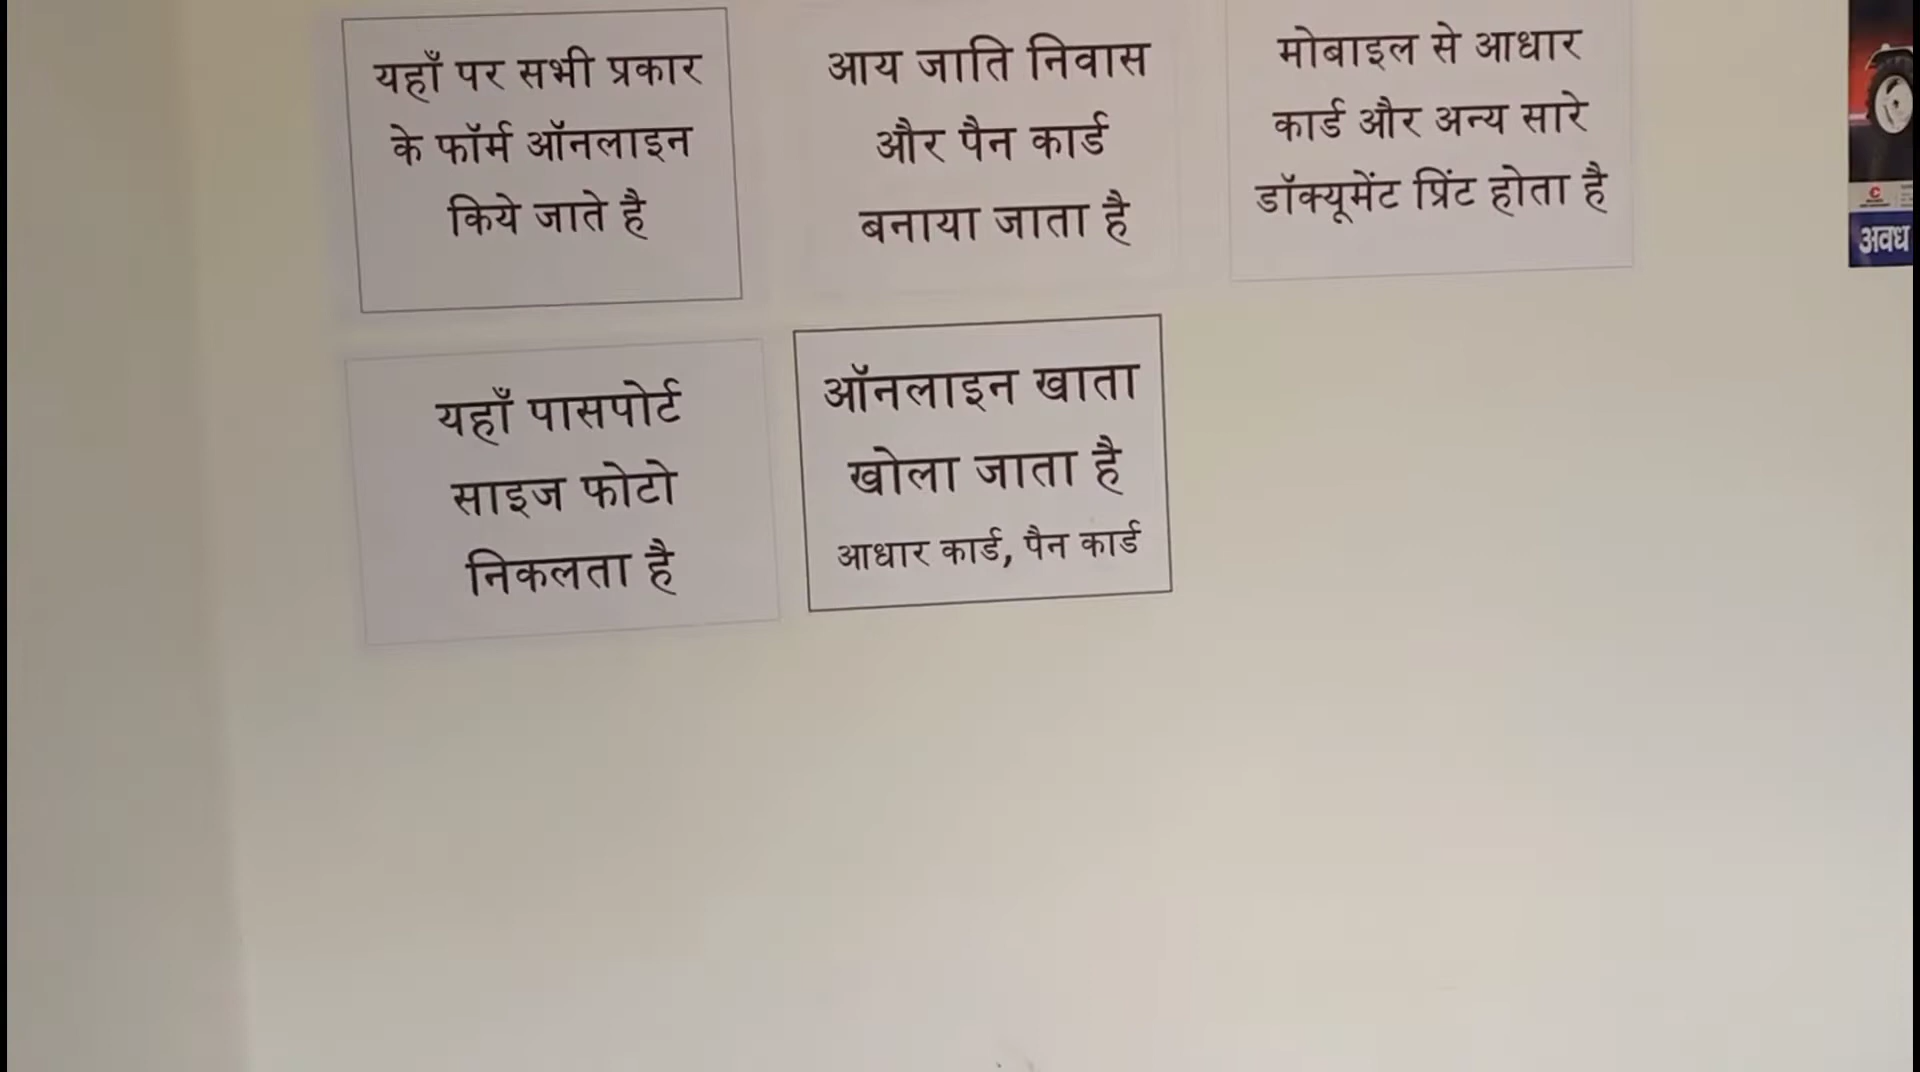 यहाँ पर सभी प्रकार
के फॉर्म ऑनलाइन
किये जाते है
आय जाति निवास
और पैन कार्ड
बनाया जाता है
मोबाइल से आधार
कार्ड और अन्य सारे
डॉक्यूमेंट प्रिंट होता है
यहाँ पासपोर्ट
साइज फोटो
निकलता है
ऑनलाइन खाता
खोला जाता है
आधार कार्ड, पैन कार्ड
अवध